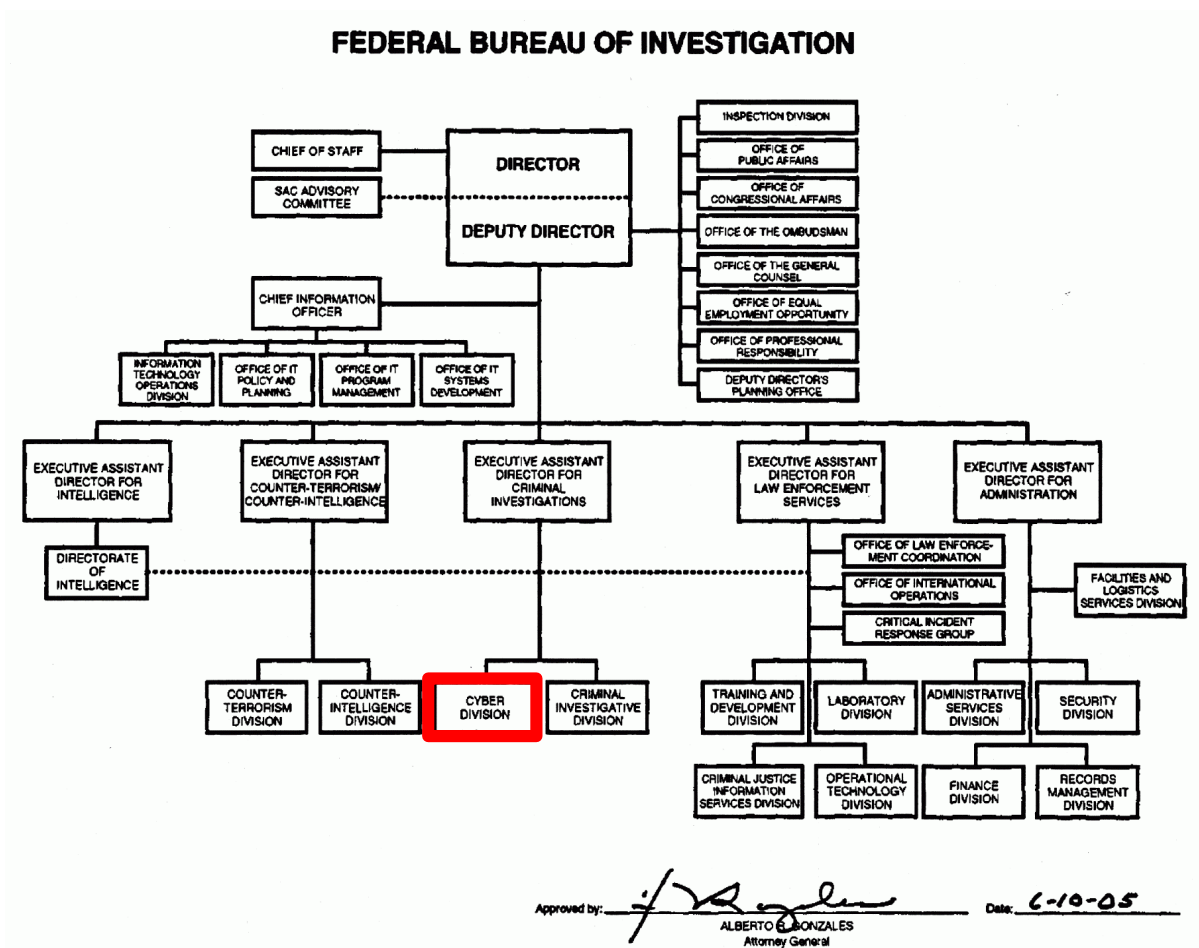 FEDERAL BUREAU OF INVESTIGATION
CHIEF OF STAFF
SAC ADVISORY
COMMITTEE
DIRECTOR
DEPUTY DIRECTOR
INSPECTION DIVISION
OFFICE OF
PUBLIC AFFAIRS
OFFICE OF
CONGRESSIONAL AFFAIRS
OFFICE OF THE OMBUDSMAN
OFFICE OF THE GENERAL
COUNSEL
OFFICE OF EQUAL
EMPLOYMENT OPPORTUNITY
OFFICE OF PROFESSIONAL
RESPONSIBILITY
DEPUTY DIRECTOR'S
PLANNING OFFICE
CHIEF INFORMATION
OFFICER
INFORMATION
TECHNOLOGY
OPERATIONS
DIVISION
OFFICE OF IT
POLICY AND
PLANNING
OFFICE OF IT
PROGRAM
MANAGEMENT
OFFICE OF IT
SYSTEMS
DEVELOPMENT
EXECUTIVE ASSISTANT
DIRECTOR FOR
INTELLIGENCE
EXECUTIVE ASSISTANT
DIRECTOR FOR
COUNTER-TERRORISM/
COUNTER-INTELLIGENCE
EXECUTIVE ASSISTANT
DIRECTOR FOR
CRIMINAL
INVESTIGATIONS
EXECUTIVE ASSISTANT
DIRECTOR FOR
LAW ENFORCEMENT
SERVICES
EXECUTIVE ASSISTANT
DIRECTOR FOR
ADMINISTRATION
DIRECTORATE
OF
INTELLIGENCE
OFFICE OF LAW ENFORCE-
MENT COORDINATION
OFFICE OF INTERNATIONAL
OPERATIONS
CRITICAL INCIDENT
RESPONSE GROUP
FACILITIES AND
LOGISTICS
SERVICES DIVISION
COUNTER-
TERRORISM
DIVISION
COUNTER-
INTELLIGENCE
DIVISION
CYBER
DIVISION
CRIMINAL
INVESTIGATIVE
DIVISION
TRAINING AND
DEVELOPMENT
DIVISION
LABORATORY
DIVISION
ADMINISTRATIVE
SERVICES
DIVISION
SECURITY
DIVISION
CRIMINAL JUSTICE
INFORMATION
SERVICES DIVISION
OPERATIONAL
TECHNOLOGY
DIVISION
FINANCE
DIVISION
RECORDS
MANAGEMENT
DIVISION
Approved by:
Date: 6-10-05
ALBERTO R. GONZALES
Attorney General